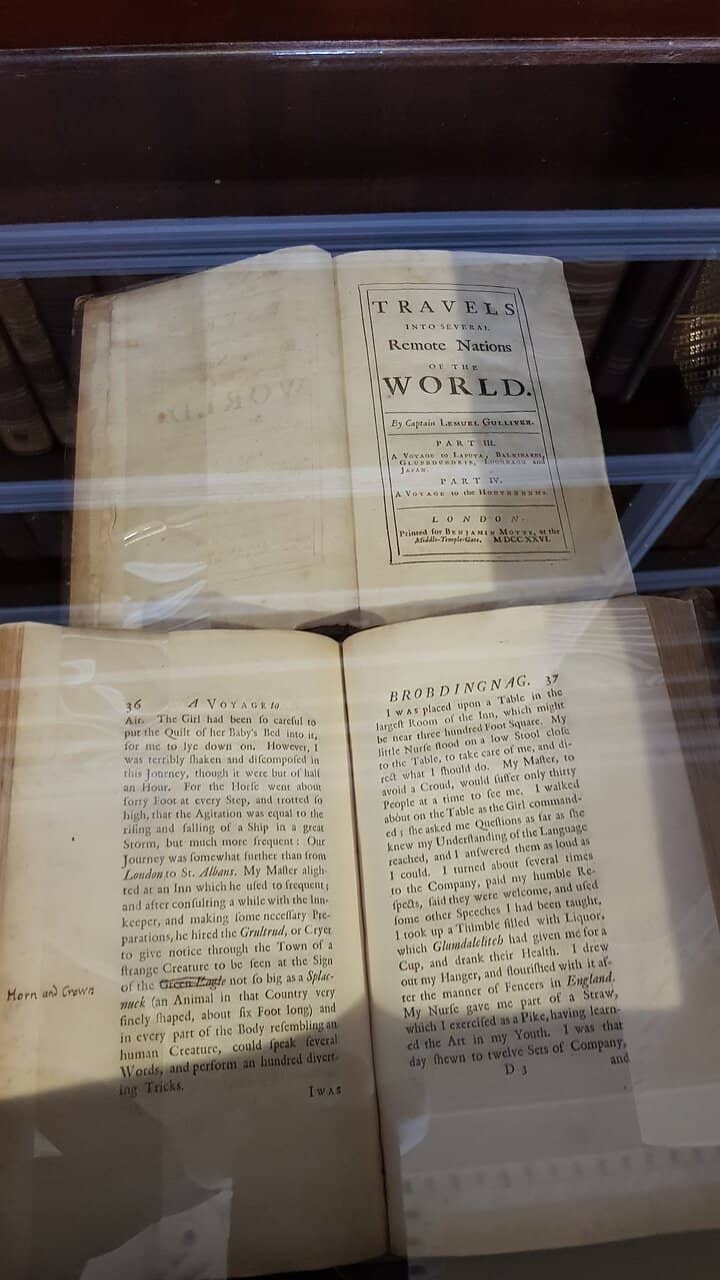 TRAVELS
INTO SEVERAL
Remote Nations
OF THE
WORLD.
By Captain LEMUEL GULLIVER.
PART III.
A VOYAGE to LAPUTA, BALNIBARBI,
GLUBBDUBDRIB, LUGGNAGG and
JAPAN.
PART IV.
A VOYAGE to the HOUYHNHNMS.
LONDON.
Printed for BENJAMIN MOTTE, at the
Middle-Temple-Gate. MDCCXXVI.
36 A VOYAGE to
Air. The Girl had been ſo careful to
put the Quilt of her Baby's Bed into it,
for me to lye down on. However, I
was terribly ſhaken and diſcompoſed in
this Journey, though it were but of half
an Hour. For the Horſe went about
forty Foot at every Step, and trotted ſo
high, that the Agitation was equal to the
riſing and falling of a Ship in a great
Storm, but much more frequent: Our
Journey was ſomewhat further than from
London to St. Albans. My Maſter aligh-
ted at an Inn which he uſed to frequent;
and after conſulting a while with the Inn-
keeper, and making ſome neceſſary Pre-
parations, he hired the Grultrud, or Cryer
to give notice through the Town of a
ſtrange Creature to be ſeen at the Sign
of the Green Eagle not ſo big as a Splac-
Horn and Crown
nuck (an Animal in that Country very
finely ſhaped, about ſix Foot long) and
in every part of the Body reſembling an
human Creature, could ſpeak ſeveral
Words, and perform an hundred divert-
ing Tricks.
I WAS
BROBDINGNAG. 37
I WAS placed upon a Table in the
largeſt Room of the Inn, which might
be near three hundred Foot Square. My
little Nurſe ſtood on a low Stool cloſe
to the Table, to take care of me, and di-
rect what I ſhould do. My Maſter, to
avoid a Croud, would ſuffer only thirty
People at a time to ſee me. I walked
about on the Table as the Girl command-
ed; ſhe asked me Queſtions as far as ſhe
knew my Underſtanding of the Language
reached, and I anſwered them as loud as
I could. I turned about ſeveral times
to the Company, paid my humble Re-
ſpects, ſaid they were welcome, and uſed
ſome other Speeches I had been taught.
I took up a Thimble filled with Liquor,
which Glumdalclitch had given me for a
Cup, and drank their Health. I drew
out my Hanger, and flouriſhed with it af-
ter the manner of Fencers in England.
My Nurſe gave me part of a Straw,
which I exerciſed as a Pike, having learn-
ed the Art in my Youth. I was that
day ſhewn to twelve Sets of Company,
D 3 and